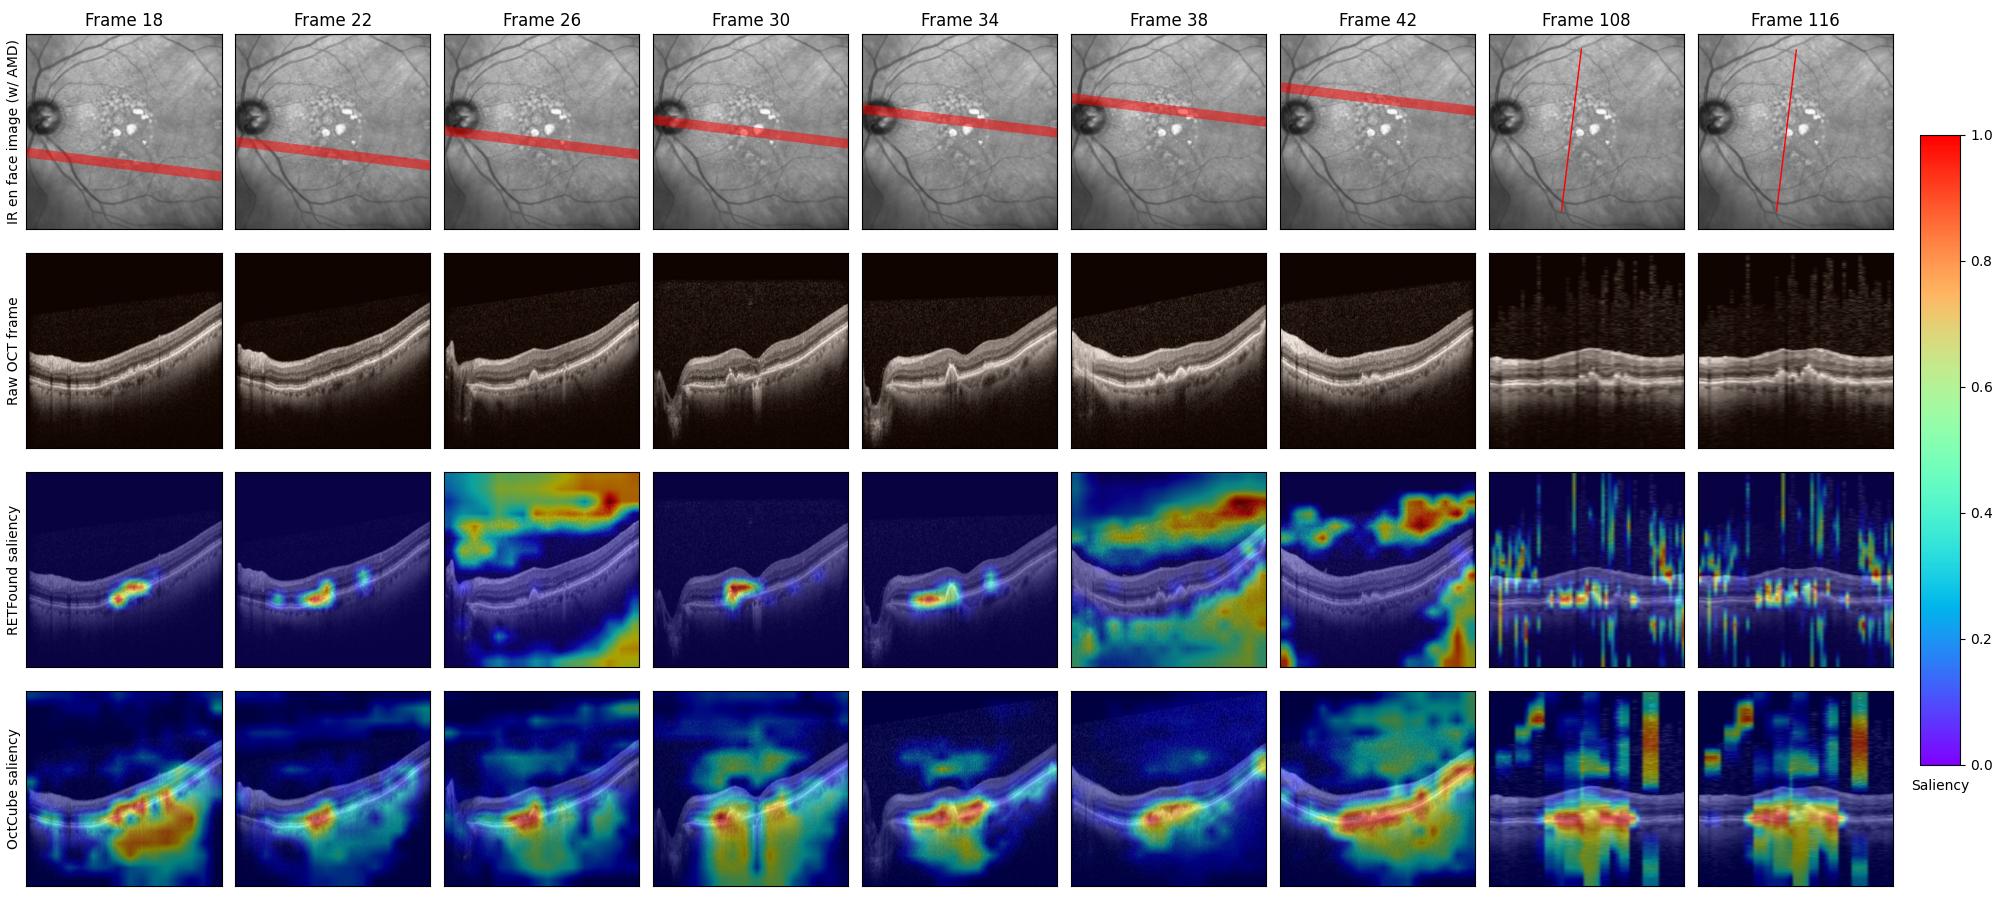 Frame 18 Frame 22 Frame 26 Frame 30 Frame 34 Frame 38 Frame 42 Frame 108 Frame 116
IR en face image (w/ AMD)
Raw OCT frame
RETFound saliency
OctCube saliency
1.0
0.8
0.6
0.4
0.2
0.0
Saliency